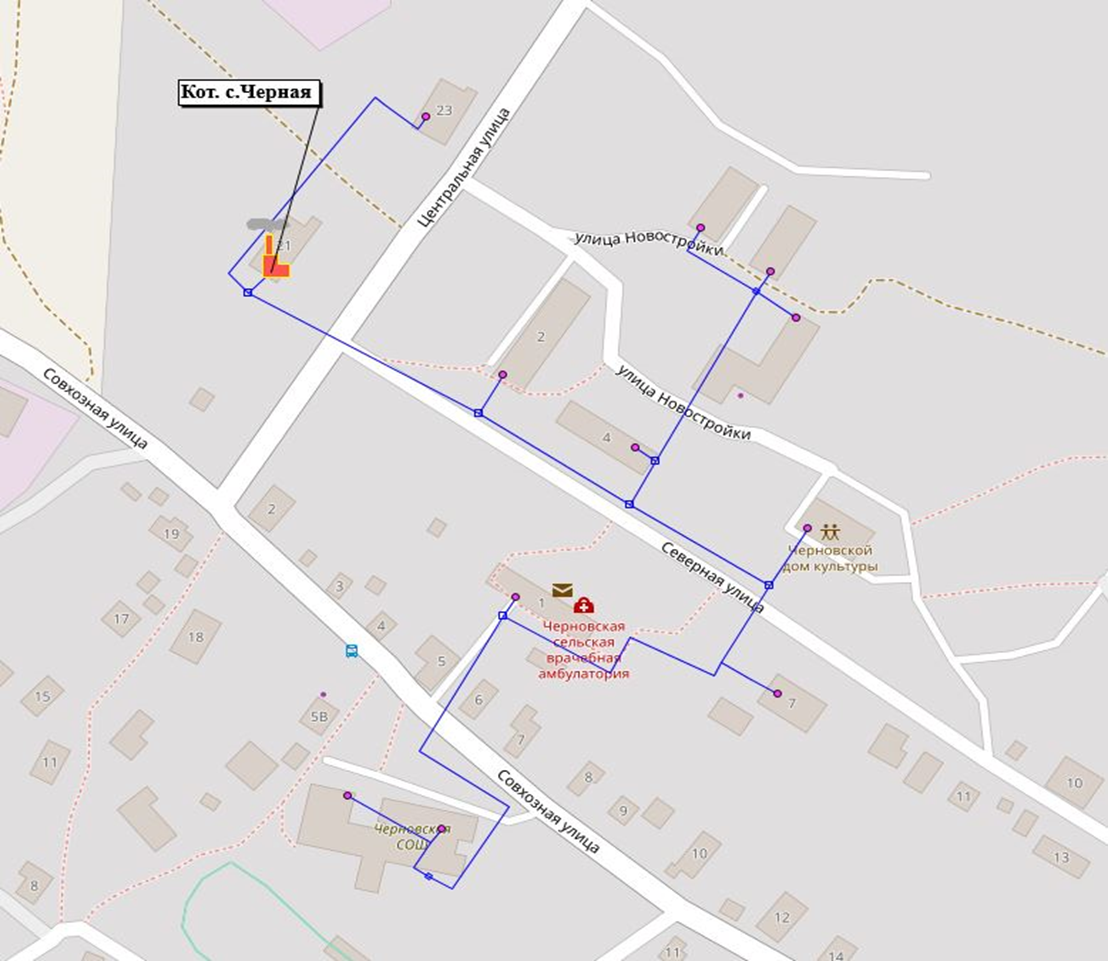 Кот. с.Черная
23
Центральная улица
21
улица Новостройки
2
улица Новостройки
4
Совхозная улица
2
19
3
17
18
4
5
15
5В
11
8
Северная улица
Черновской
дом культуры
1
Черновская
сельская
врачебная
амбулатория
6
7
7
8
9
10
11
10
13
Совхозная улица
Черновская
СОШ
12
11
14